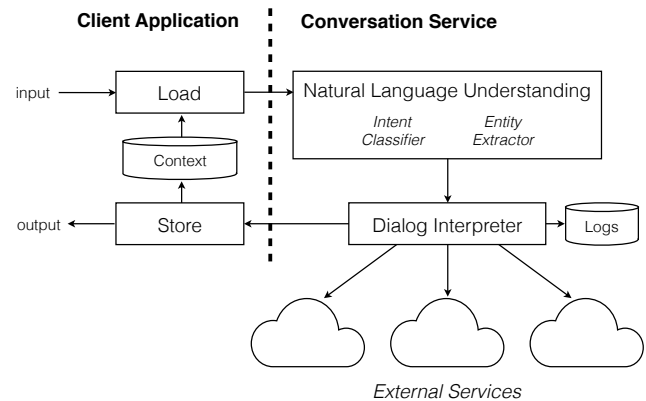 Client Application
Conversation Service
input
Load
Natural Language Understanding
Intent
Classifier
Entity
Extractor
Context
output
Store
Dialog Interpreter
Logs
External Services